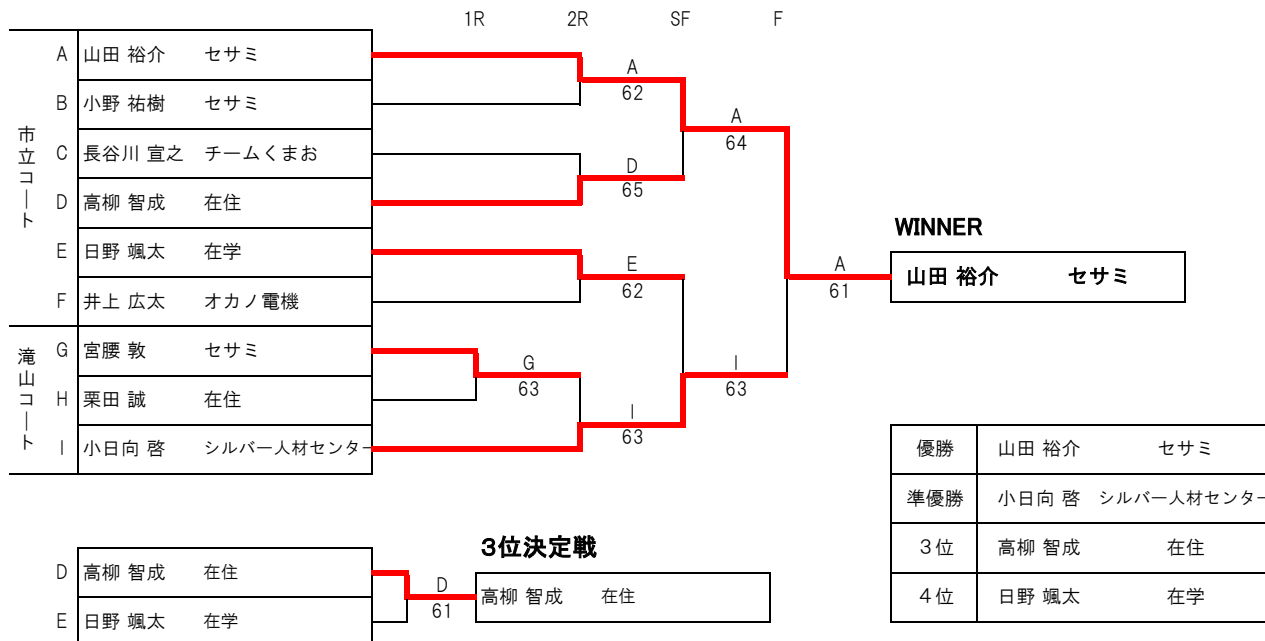 1R 2R SF F
市立コート
A 山田 裕介 セサミ
B 小野 祐樹 セサミ
C 長谷川 宣之 チームくまお
D 高柳 智成 在住
E 日野 颯太 在学
F 井上 広太 オカノ電機
滝山コート
G 宮腰 敦 セサミ
H 栗田 誠 在住
I 小日向 啓 シルバー人材センター
G
63
A
62
D
65
E
62
I
63
A
64
I
63
A
61
WINNER
山田 裕介 セサミ
優勝 山田 裕介 セサミ
準優勝 小日向 啓 シルバー人材センター
3位 高柳 智成 在住
4位 日野 颯太 在学
3位決定戦
D 高柳 智成 在住
E 日野 颯太 在学
D
61
高柳 智成 在住